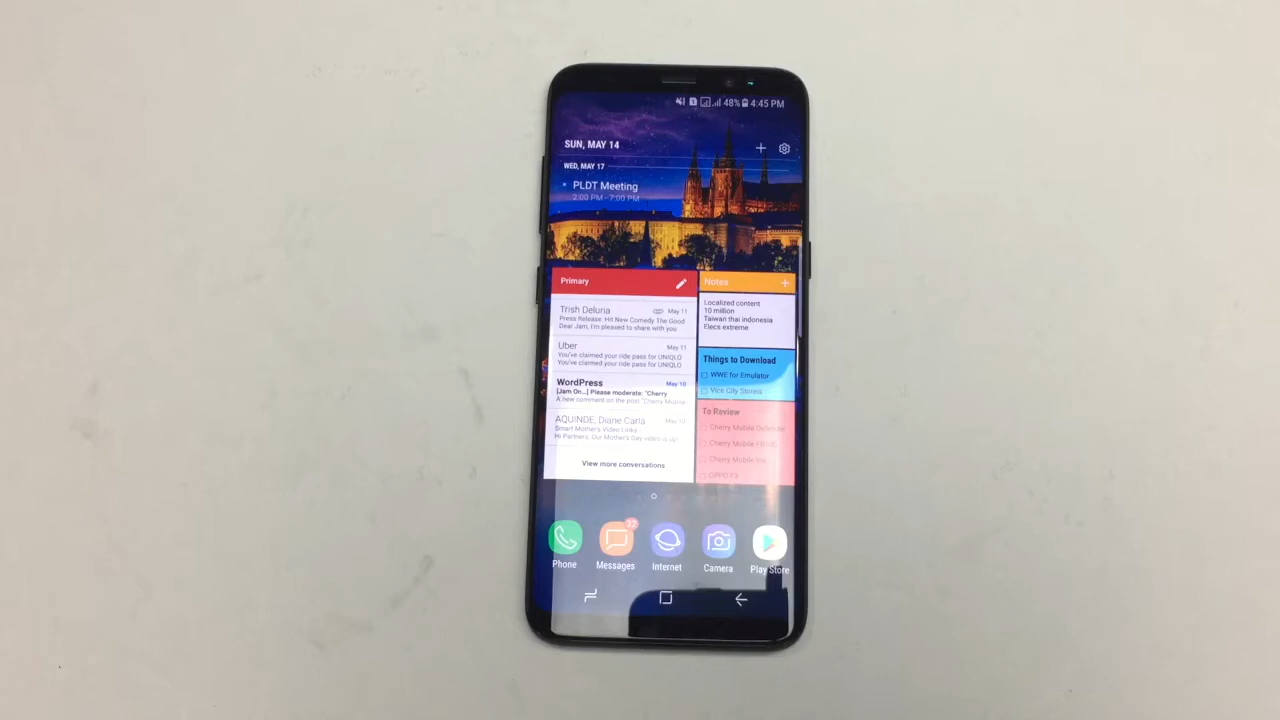 48% 4:45 PM
SUN, MAY 14
WED, MAY 17
PLDT Meeting
2:00 PM - 7:00 PM
Primary
Trish Deluria May 11
Press Release: Hit New Comedy The Good
Dear Jam, I'm pleased to share with you
Uber May 11
You've claimed your ride pass for UNIQLO
You've claimed your ride pass for UNIQLO
WordPress May 10
[Jam On...] Please moderate: "Cherry
A new comment on the post "Cherry Mobile
AQUINDE, Diane Carla May 10
Smart Mother's Video Links
Hi Partners, Our Mother's Day video is up!
View more conversations
Notes
Localized content
10 million
Taiwan thai indonesia
Elecs extreme
Things to Download
WWE for Emulator
Vice City Stories
To Review
Cherry Mobile Defender
Cherry Mobile
Cherry Mobile
OPPO F3
32
Phone
Messages
Internet
Camera
Play Store